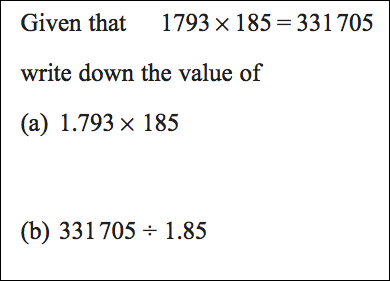 Given that 1793 × 185 = 331 705
write down the value of
(a) 1.793 × 185
(b) 331 705 ÷ 1.85